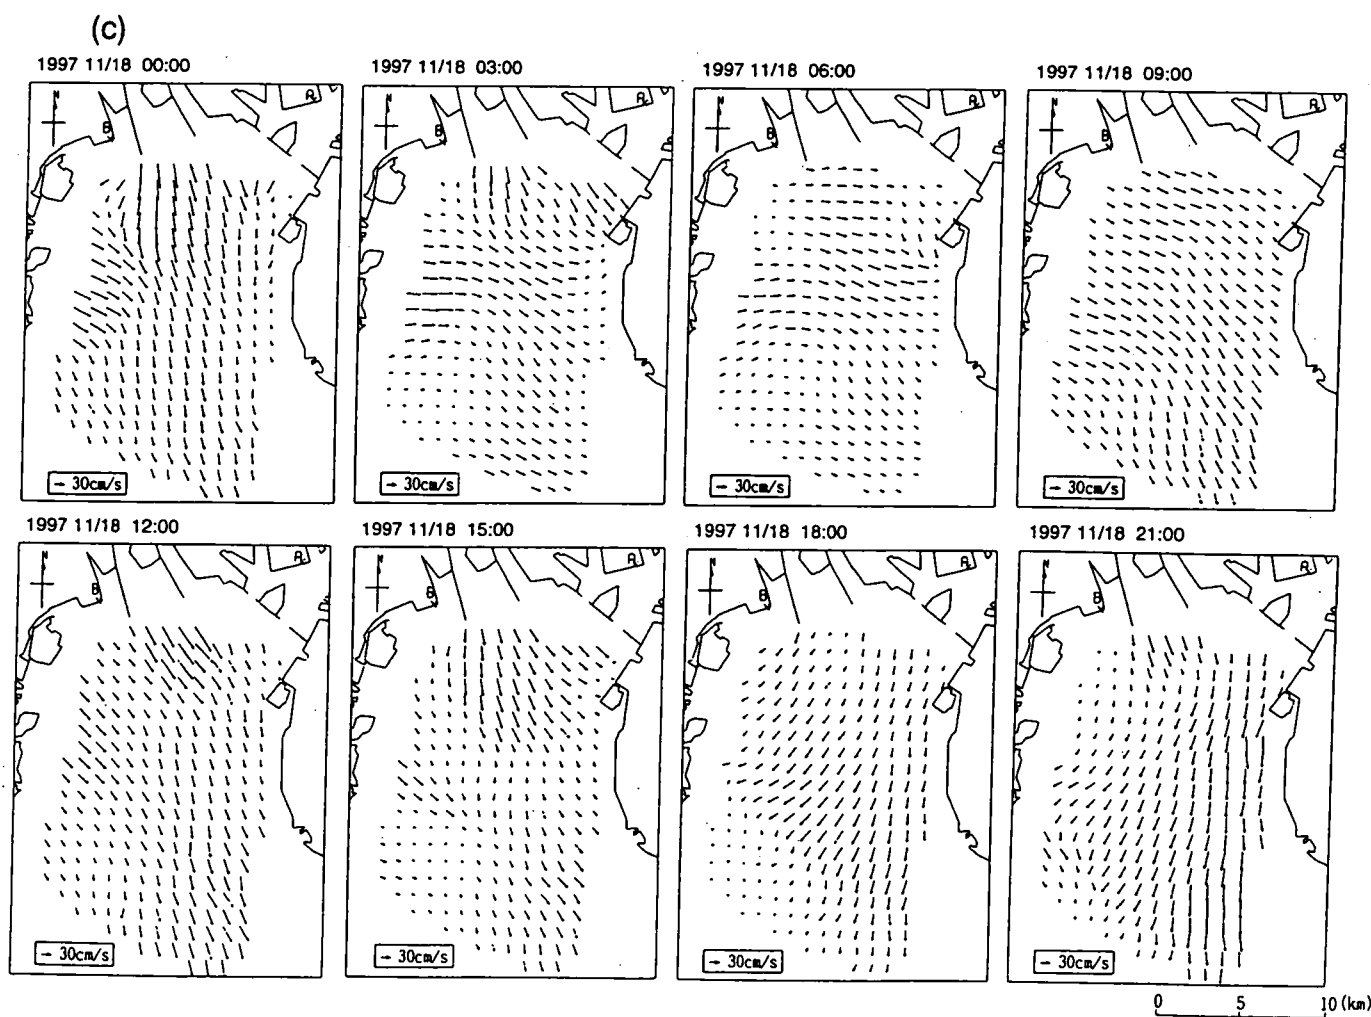 (c)
1997 11/18 00:00
1997 11/18 03:00
1997 11/18 06:00
1997 11/18 09:00
N
B
A
N
B
A
N
B
A
N
B
A
→ 30cm/s
→ 30cm/s
→ 30cm/s
→ 30cm/s
1997 11/18 12:00
1997 11/18 15:00
1997 11/18 18:00
1997 11/18 21:00
N
B
A
N
B
A
N
B
A
N
B
A
→ 30cm/s
→ 30cm/s
→ 30cm/s
→ 30cm/s
0 5 10 (km)